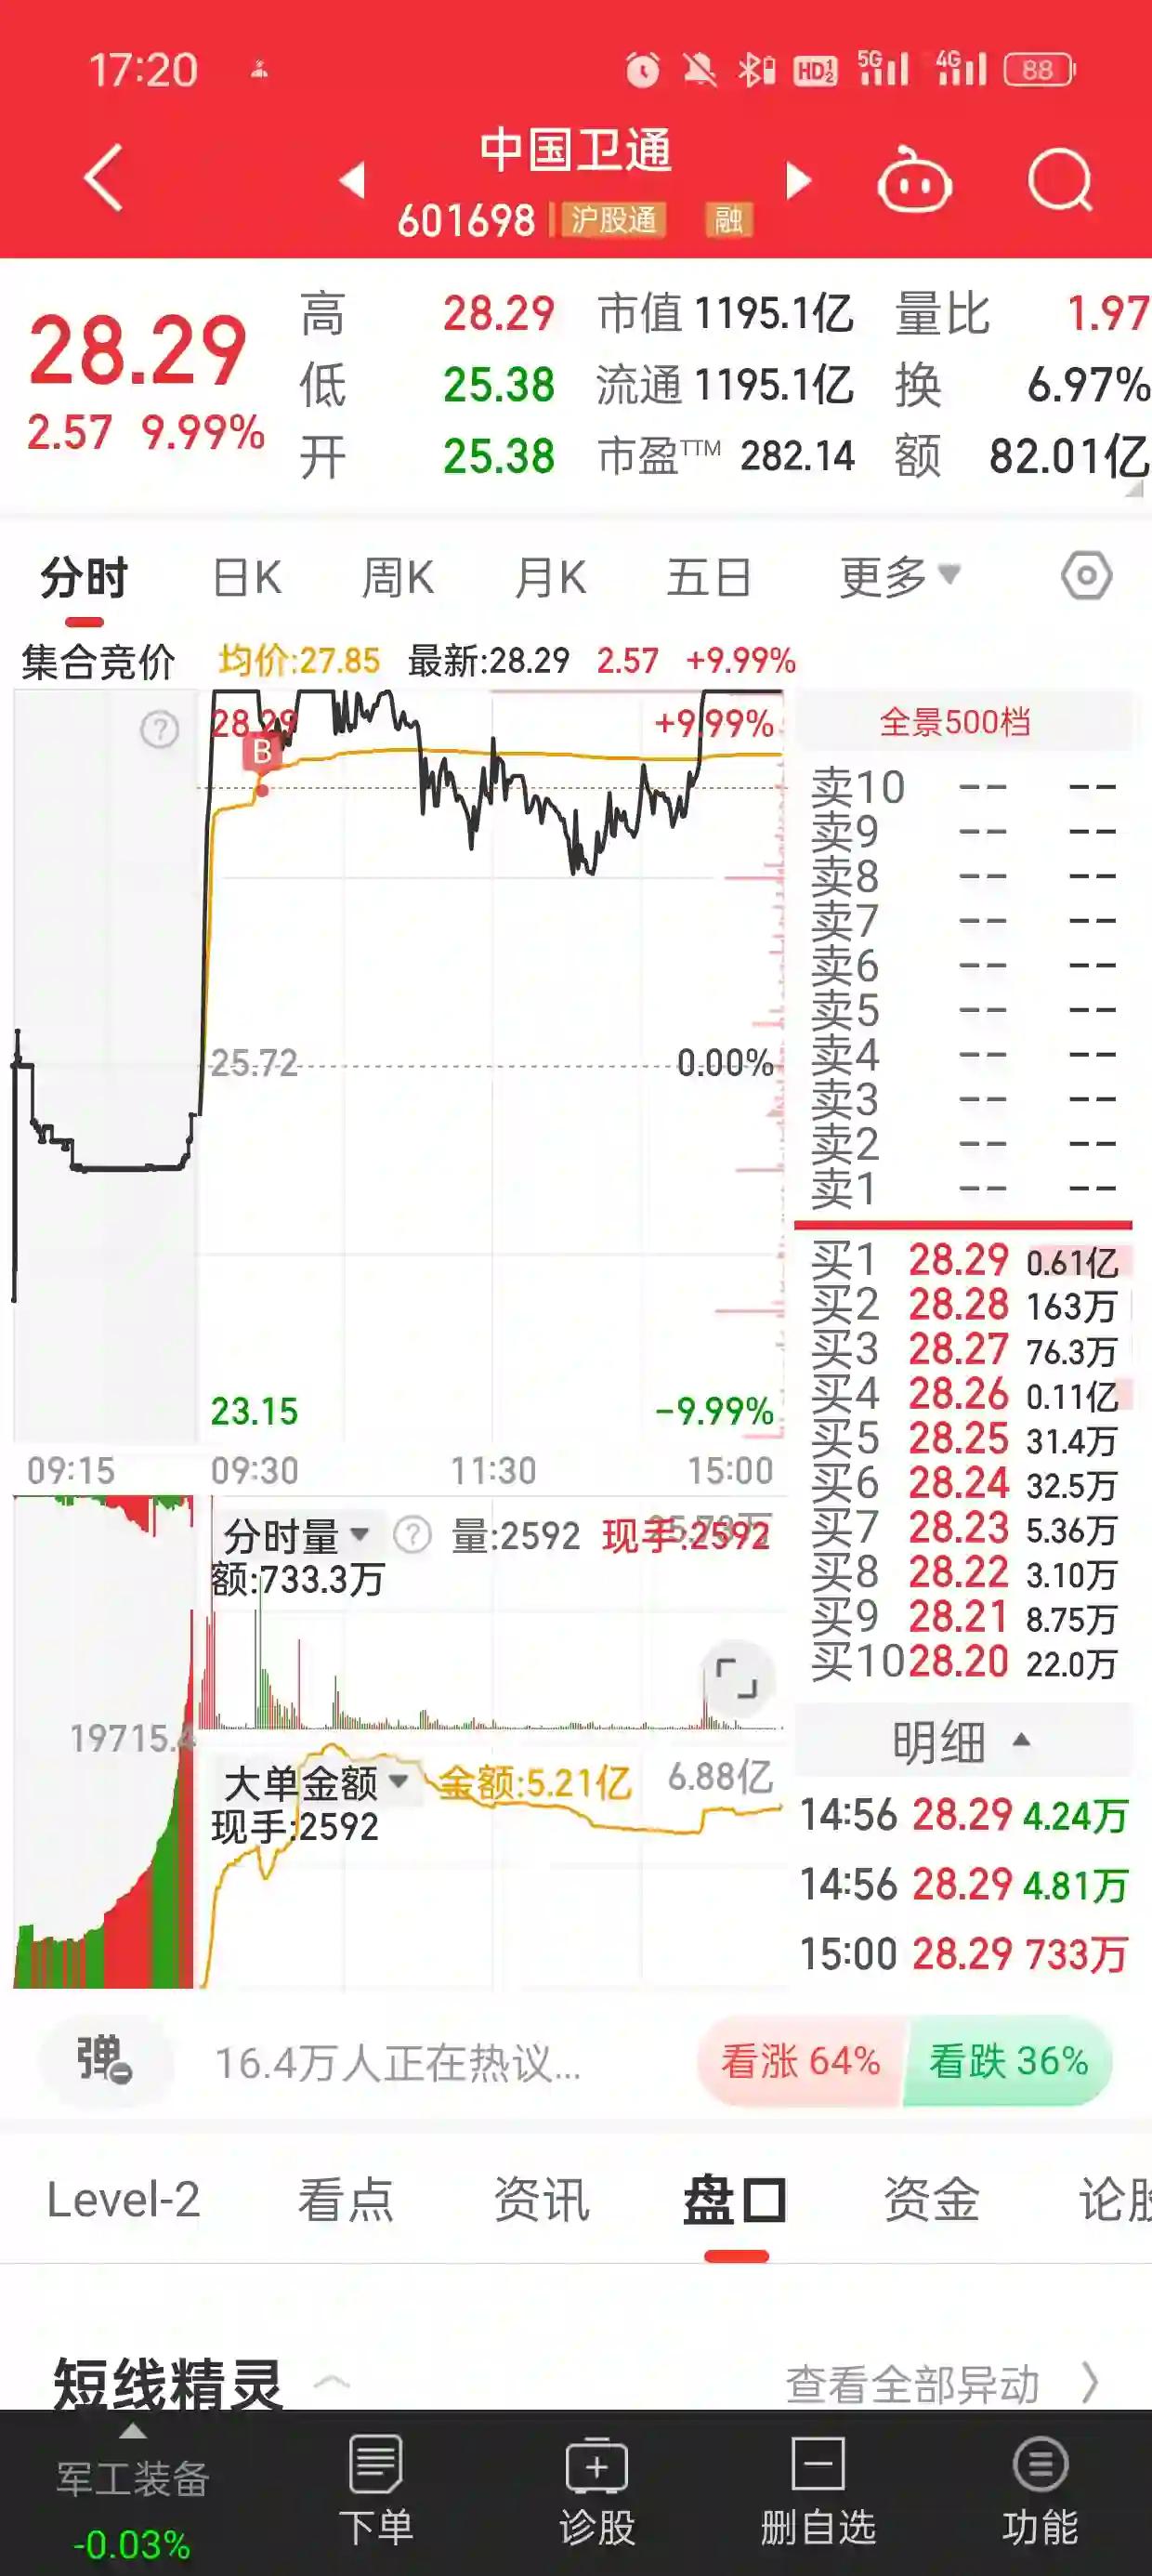 17:20
HD 1 2 5G 4G 88
中国卫通
601698 沪股通 融
28.29
2.57 9.99%
高 28.29 市值 1195.1亿 量比 1.97
低 25.38 流通 1195.1亿 换 6.97%
开 25.38 市盈TTM 282.14 额 82.01亿
分时 日K 周K 月K 五日 更多
集合竞价 均价:27.85 最新:28.29 2.57 +9.99%
28.29 +9.99%
B
25.72 0.00%
23.15 -9.99%
09:15 09:30 11:30 15:00
全景500档
卖10 -- --
卖9 -- --
卖8 -- --
卖7 -- --
卖6 -- --
卖5 -- --
卖4 -- --
卖3 -- --
卖2 -- --
卖1 -- --
买1 28.29 0.61亿
买2 28.28 163万
买3 28.27 76.3万
买4 28.26 0.11亿
买5 28.25 31.4万
买6 28.24 32.5万
买7 28.23 5.36万
买8 28.22 3.10万
买9 28.21 8.75万
买10 28.20 22.0万
分时量 ? 量:2592 现手:2592
额:733.3万
19715.4
大单金额 金额:5.21亿 6.88亿
现手:2592
明细
14:56 28.29 4.24万
14:56 28.29 4.81万
15:00 28.29 733万
弹 16.4万人正在热议... 看涨 64% 看跌 36%
Level-2 看点 资讯 盘口 资金 论股
短线精灵 查看全部异动
军工装备
-0.03%
下单 诊股 删自选 功能